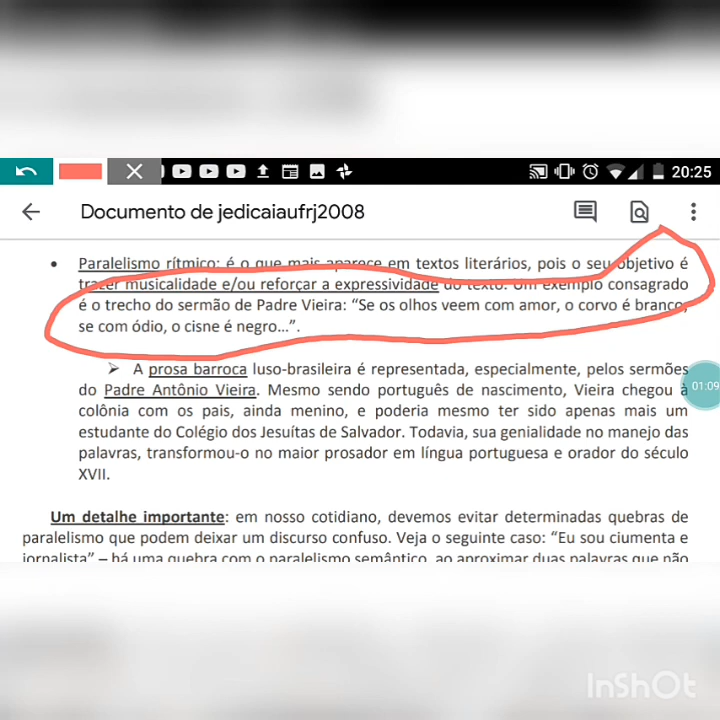 20:25
Documento de jedicaiaufrj2008
• Paralelismo rítmico: é o que mais aparece em textos literários, pois o seu objetivo é
trazer musicalidade e/ou reforçar a expressividade do texto. Um exemplo consagrado
é o trecho do sermão de Padre Vieira: “Se os olhos veem com amor, o corvo é branco;
se com ódio, o cisne é negro...”.
➢ A prosa barroca luso-brasileira é representada, especialmente, pelos sermões
do Padre Antônio Vieira. Mesmo sendo português de nascimento, Vieira chegou à
colônia com os pais, ainda menino, e poderia mesmo ter sido apenas mais um
01:09
estudante do Colégio dos Jesuítas de Salvador. Todavia, sua genialidade no manejo das
palavras, transformou-o no maior prosador em língua portuguesa e orador do século
XVII.
Um detalhe importante: em nosso cotidiano, devemos evitar determinadas quebras de
paralelismo que podem deixar um discurso confuso. Veja o seguinte caso: “Eu sou ciumenta e
jornalista” – há uma quebra com o paralelismo semântico, ao aproximar duas palavras que não
InShOt